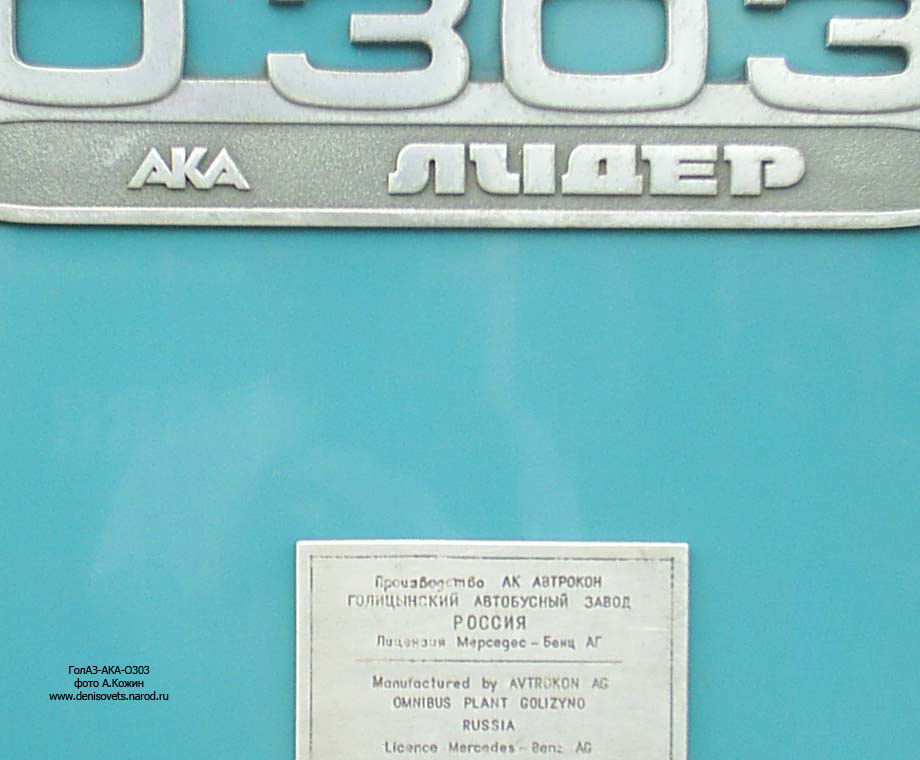 О 303
АКА ЛИДЕР
Производство АК АВТРОКОН
ГОЛИЦЫНСКИЙ АВТОБУСНЫЙ ЗАВОД
РОССИЯ
Лицензия Мерседес - Бенц АГ
Manufactured by AVTROKON AG
OMNIBUS PLANT GOLIZYNO
RUSSIA
Licence Mercedes - Benz AG
ГолАЗ-АКА-О303
фото А.Кожин
www.denisovets.narod.ru